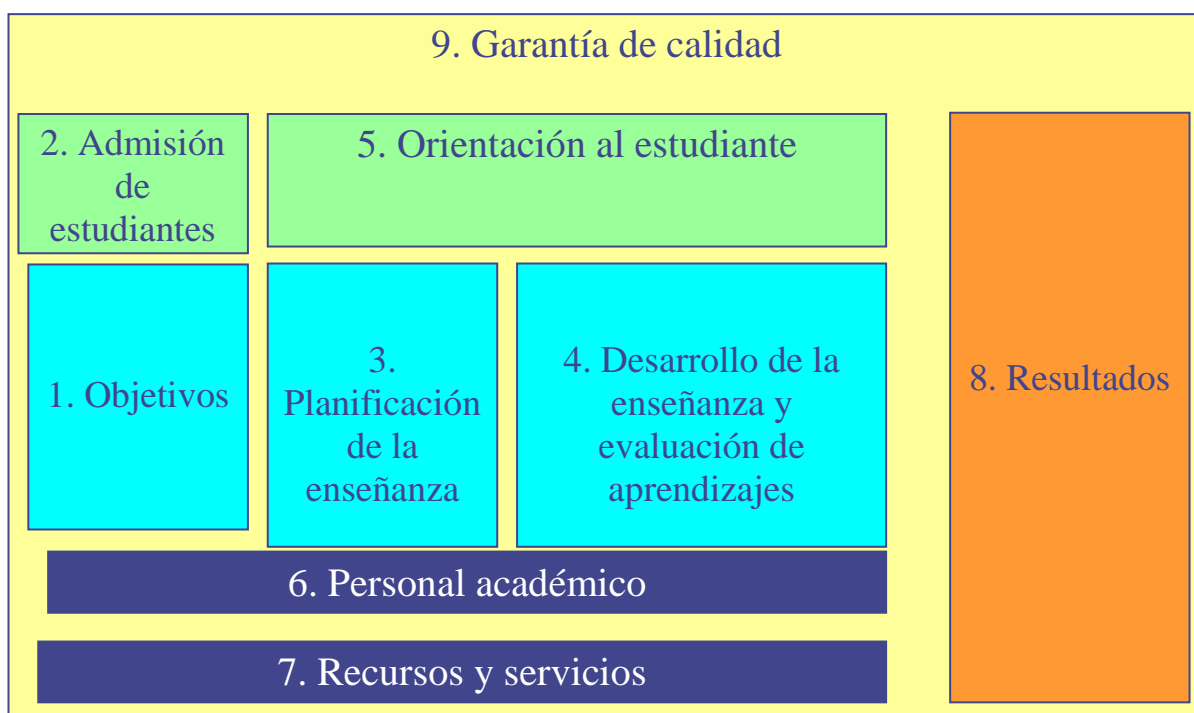 9. Garantía de calidad
2. Admisión
de
estudiantes
5. Orientación al estudiante
1. Objetivos
3.
Planificación
de la
enseñanza
4. Desarrollo de la
enseñanza y
evaluación de
aprendizajes
8. Resultados
6. Personal académico
7. Recursos y servicios